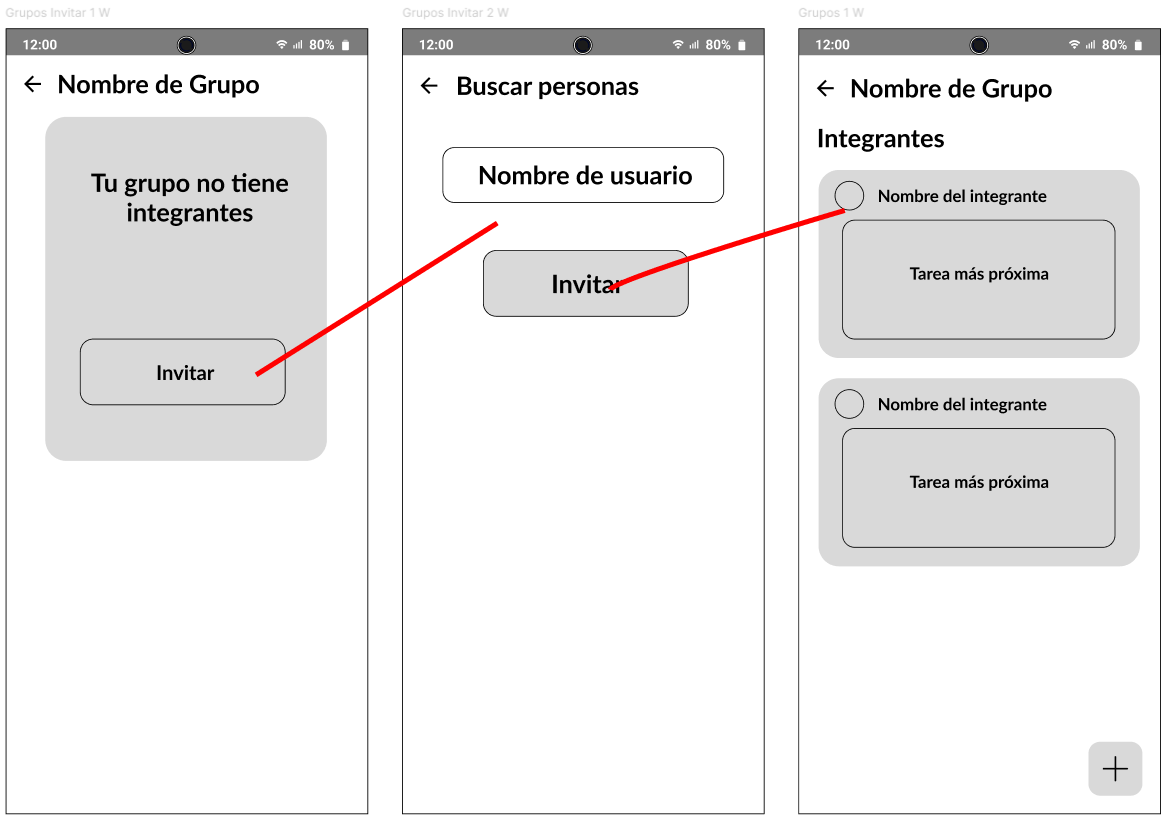 Grupos Invitar 1 W
12:00
80%
Nombre de Grupo
Tu grupo no tiene
integrantes
Invitar
Grupos Invitar 2 W
12:00
80%
Buscar personas
Nombre de usuario
Invitar
Grupos 1 W
12:00
80%
Nombre de Grupo
Integrantes
Nombre del integrante
Tarea más próxima
Nombre del integrante
Tarea más próxima